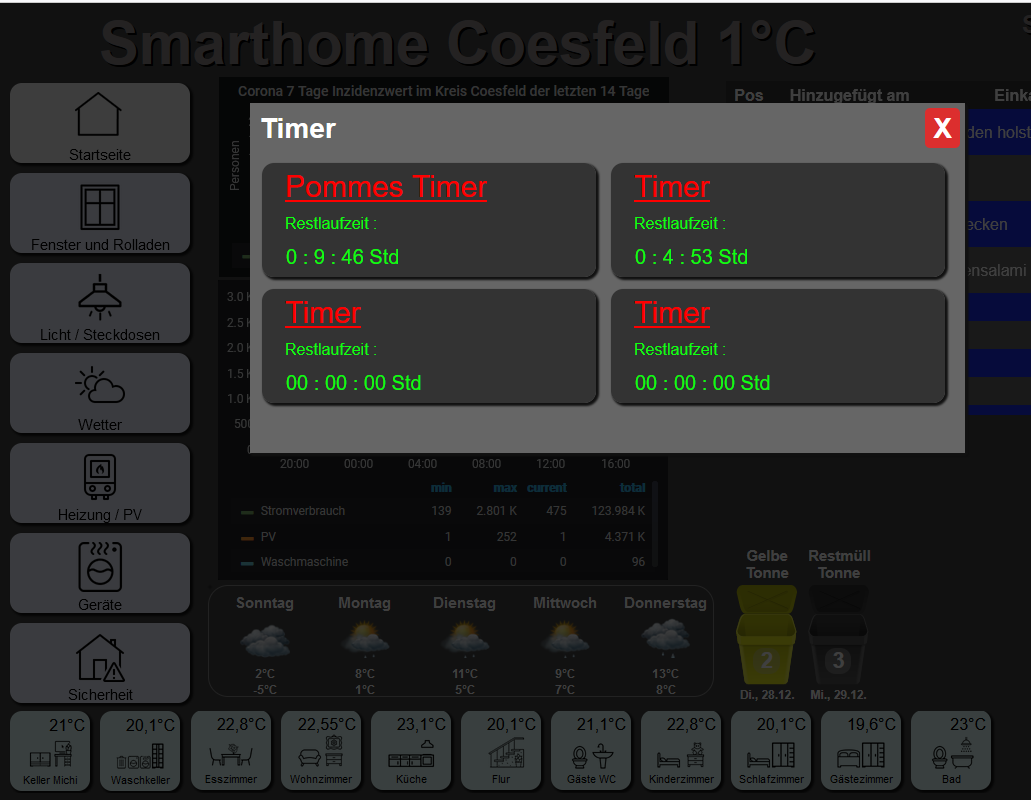 Smarthome Coesfeld 1°C
S
Startseite
Fenster und Rolladen
Licht / Steckdosen
Wetter
Heizung / PV
Geräte
Sicherheit
Corona 7 Tage Inzidenzwert im Kreis Coesfeld der letzten 14 Tage
Personen
Pos Hinzugefügt am Einka
den holst
ecken
ensalami
Timer
X
Pommes Timer
Restlaufzeit :
0 : 9 : 46 Std
Timer
Restlaufzeit :
0 : 4 : 53 Std
Timer
Restlaufzeit :
00 : 00 : 00 Std
Timer
Restlaufzeit :
00 : 00 : 00 Std
3.0 K
2.5 K
2.0 K
1.5 K
1.0 K
500
0
20:00 00:00 04:00 08:00 12:00 16:00
min max current total
Stromverbrauch 139 2.801 K 475 123.984 K
PV 1 252 1 4.371 K
Waschmaschine 0 0 0 96
Sonntag Montag Dienstag Mittwoch Donnerstag
2°C 8°C 11°C 9°C 13°C
-5°C 1°C 5°C 7°C 8°C
Gelbe Restmüll
Tonne Tonne
2 3
Di., 28.12. Mi., 29.12.
21°C 20,1°C 22,8°C 22,55°C 23,1°C 20,1°C 21,1°C 22,8°C 20,1°C 19,6°C 23°C
Keller Michi Waschkeller Esszimmer Wohnzimmer Küche Flur Gäste WC Kinderzimmer Schlafzimmer Gästezimmer Bad